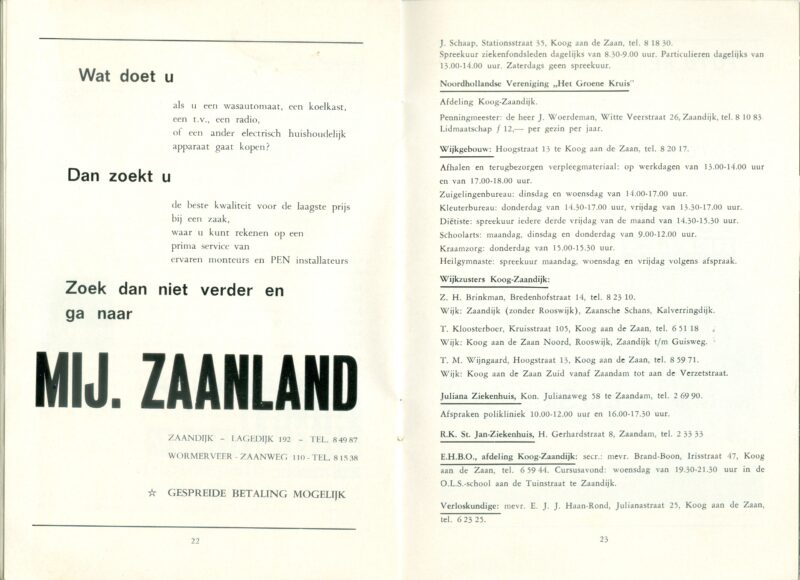 Wat doet u
als u een wasautomaat, een koelkast,
een t.v., een radio,
of een ander electrisch huishoudelijk
apparaat gaat kopen?
Dan zoekt u
de beste kwaliteit voor de laagste prijs
bij een zaak,
waar u kunt rekenen op een
prima service van
ervaren monteurs en PEN installateurs
Zoek dan niet verder en
ga naar
MIJ. ZAANLAND
ZAANDIJK – LAGEDIJK 192 – TEL. 8 49 87
WORMERVEER - ZAANWEG 110 - TEL. 8 15 38
☆ GESPREIDE BETALING MOGELIJK
22
J. Schaap, Stationsstraat 35, Koog aan de Zaan, tel. 8 18 30.
Spreekuur ziekenfondsleden dagelijks van 8.30-9.00 uur. Particulieren dagelijks van
13.00-14.00 uur. Zaterdags geen spreekuur.
Noordhollandse Vereniging „Het Groene Kruis”
Afdeling Koog-Zaandijk.
Penningmeester: de heer J. Woerdeman, Witte Veerstraat 26, Zaandijk, tel. 8 10 83
Lidmaatschap ƒ 12,— per gezin per jaar.
Wijkgebouw: Hoogstraat 13 te Koog aan de Zaan, tel. 8 20 17.
Afhalen en terugbezorgen verpleegmateriaal: op werkdagen van 13.00-14.00 uur
en van 17.00-18.00 uur.
Zuigelingenbureau: dinsdag en woensdag van 14.00-17.00 uur.
Kleuterbureau: donderdag van 14.30-17.00 uur, vrijdag van 13.30-17.00 uur.
Diëtiste: spreekuur iedere derde vrijdag van de maand van 14.30-15.30 uur.
Schoolarts: maandag, dinsdag en donderdag van 9.00-12.00 uur.
Kraamzorg: donderdag van 15.00-15.30 uur.
Heilgymnaste: spreekuur maandag, woensdag en vrijdag volgens afspraak.
Wijkzusters Koog-Zaandijk:
Z. H. Brinkman, Bredenhofstraat 14, tel. 8 23 10.
Wijk: Zaandijk (zonder Rooswijk), Zaansche Schans, Kalverringdijk.
T. Kloosterboer, Kruisstraat 105, Koog aan de Zaan, tel. 6 51 18
Wijk: Koog aan de Zaan Noord, Rooswijk, Zaandijk t/m Guisweg.
T. M. Wijngaard, Hoogstraat 13, Koog aan de Zaan, tel. 8 59 71.
Wijk: Koog aan de Zaan Zuid vanaf Zaandam tot aan de Verzetstraat.
Juliana Ziekenhuis, Kon. Julianaweg 58 te Zaandam, tel. 2 69 90.
Afspraken polikliniek 10.00-12.00 uur en 16.00-17.30 uur.
R.K. St. Jan-Ziekenhuis, H. Gerhardstraat 8, Zaandam, tel. 2 33 33
E.H.B.O., afdeling Koog-Zaandijk: secr.: mevr. Brand-Boon, Irisstraat 47, Koog
aan de Zaan, tel. 6 59 44. Cursusavond: woensdag van 19.30-21.30 uur in de
O.L.S.-school aan de Tuinstraat te Zaandijk.
Verloskundige: mevr. E. J. J. Haan-Rond, Julianastraat 25, Koog aan de Zaan,
tel. 6 23 25.
23